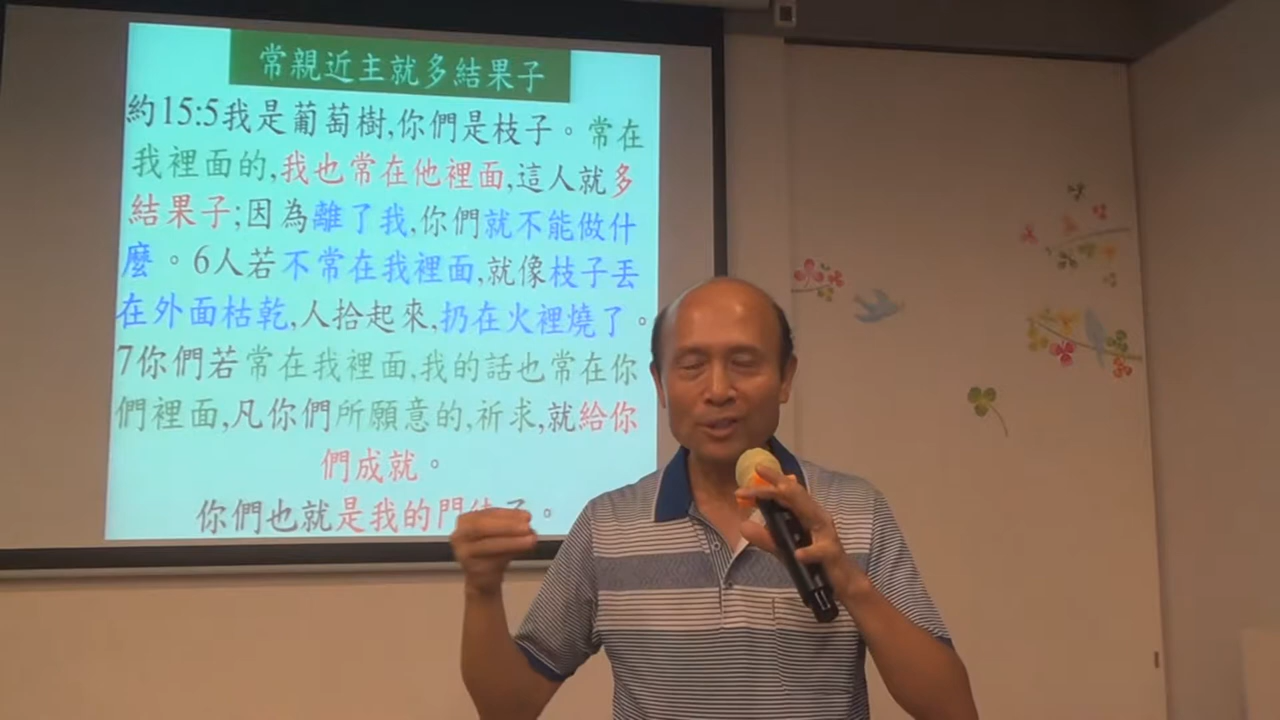 常親近主就多結果子
約15:5我是葡萄樹,你們是枝子。常在
我裡面的,我也常在他裡面,這人就多
結果子;因為離了我,你們就不能做什
麼。6人若不常在我裡面,就像枝子丟
在外面枯乾,人拾起來,扔在火裡燒了。
7你們若常在我裡面,我的話也常在你
們裡面,凡你們所願意的,祈求,就給你
們成就。
你們也就是我的門。